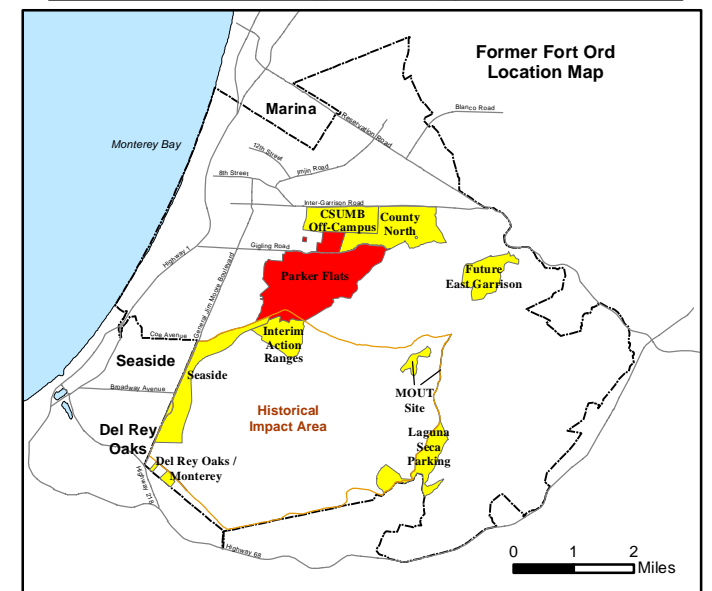 Former Fort Ord
Location Map
Marina
Blanco Road
Reservation Road
Monterey Bay
12th Street
Imjin Road
8th Street
Inter-Garrison Road
CSUMB
Off-Campus
County
North
Gigling Road
Highway 1
Parker Flats
Future
East Garrison
General Jim Moore Boulevard
Coe Avenue
Interim
Action
Ranges
Seaside
Seaside
Broadway Avenue
MOUT
Site
Historical
Impact Area
Del Rey
Oaks
Laguna
Seca
Parking
Del Rey Oaks /
Monterey
Highway 218
Highway 68
0 1 2
Miles